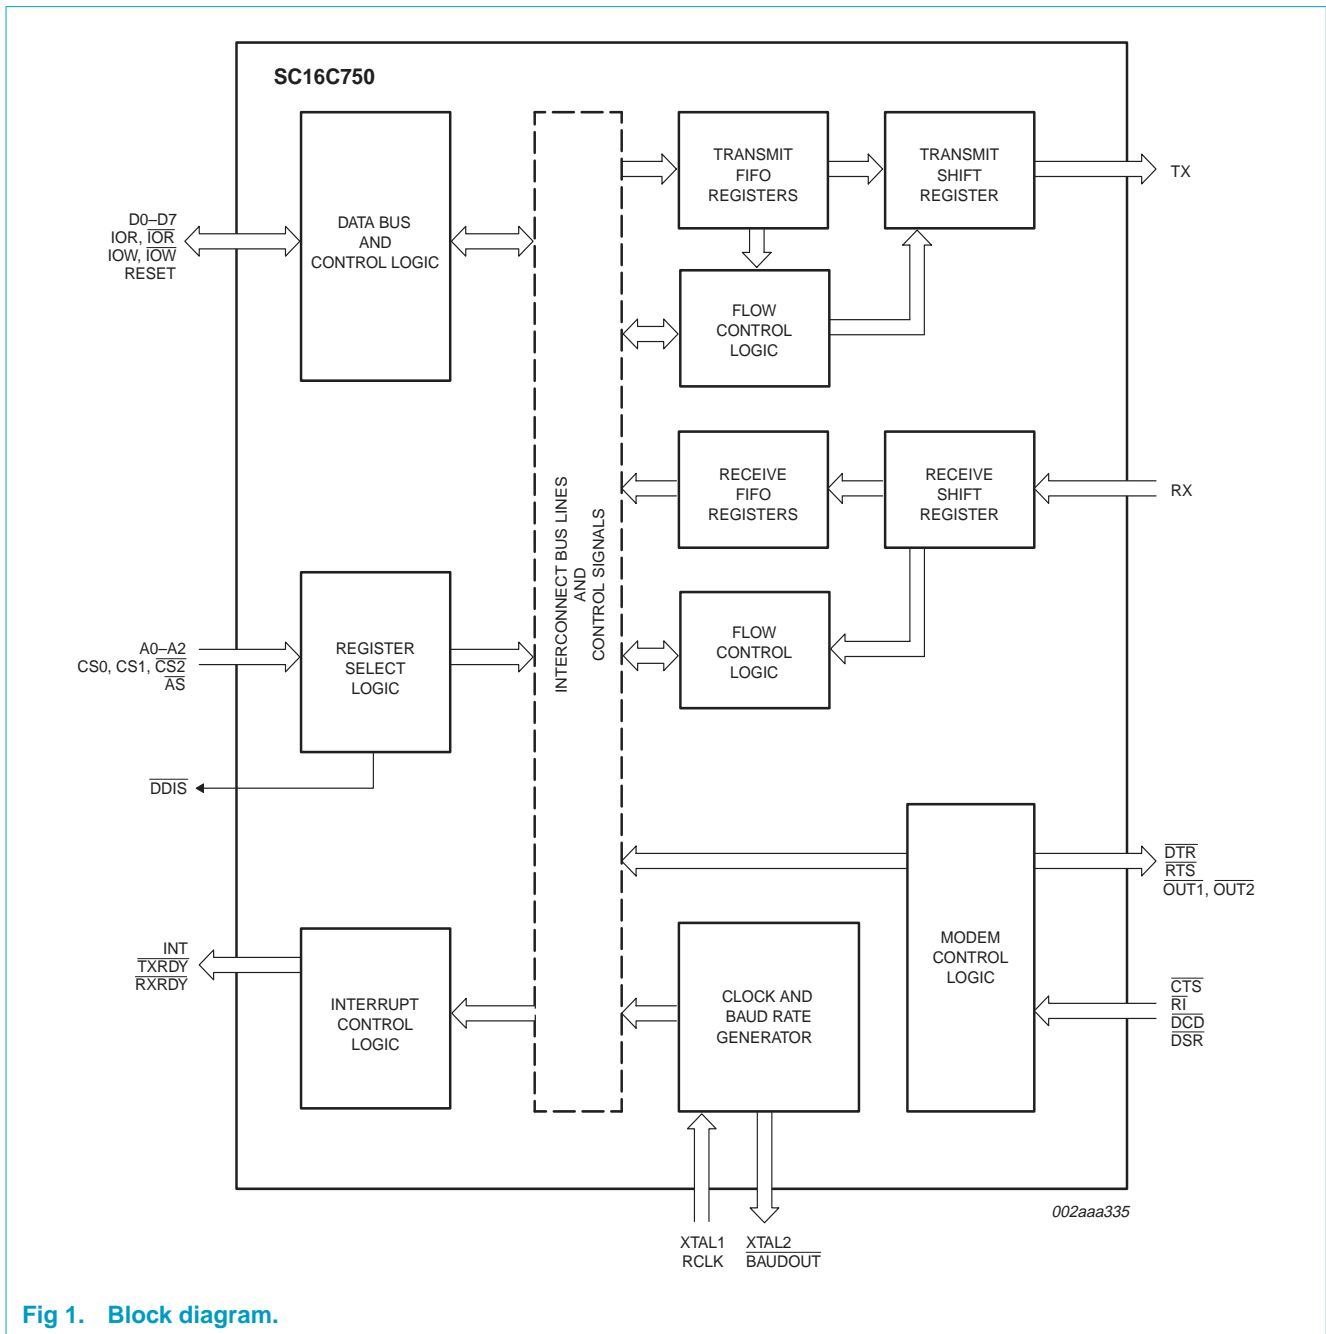 SC16C750
DATA BUS
AND
CONTROL LOGIC
D0–D7
IOR, IOR
IOW, IOW
RESET
TRANSMIT
FIFO
REGISTERS
TRANSMIT
SHIFT
REGISTER
TX
FLOW
CONTROL
LOGIC
RECEIVE
FIFO
REGISTERS
RECEIVE
SHIFT
REGISTER
RX
FLOW
CONTROL
LOGIC
INTERCONNECT BUS LINES
AND
CONTROL SIGNALS
A0–A2
CS0, CS1, CS2
AS
REGISTER
SELECT
LOGIC
DDIS
INT
TXRDY
RXRDY
INTERRUPT
CONTROL
LOGIC
CLOCK AND
BAUD RATE
GENERATOR
MODEM
CONTROL
LOGIC
DTR
RTS
OUT1, OUT2
CTS
RI
DCD
DSR
XTAL1
RCLK
XTAL2
BAUDOUT
002aaa335
Fig 1. Block diagram.